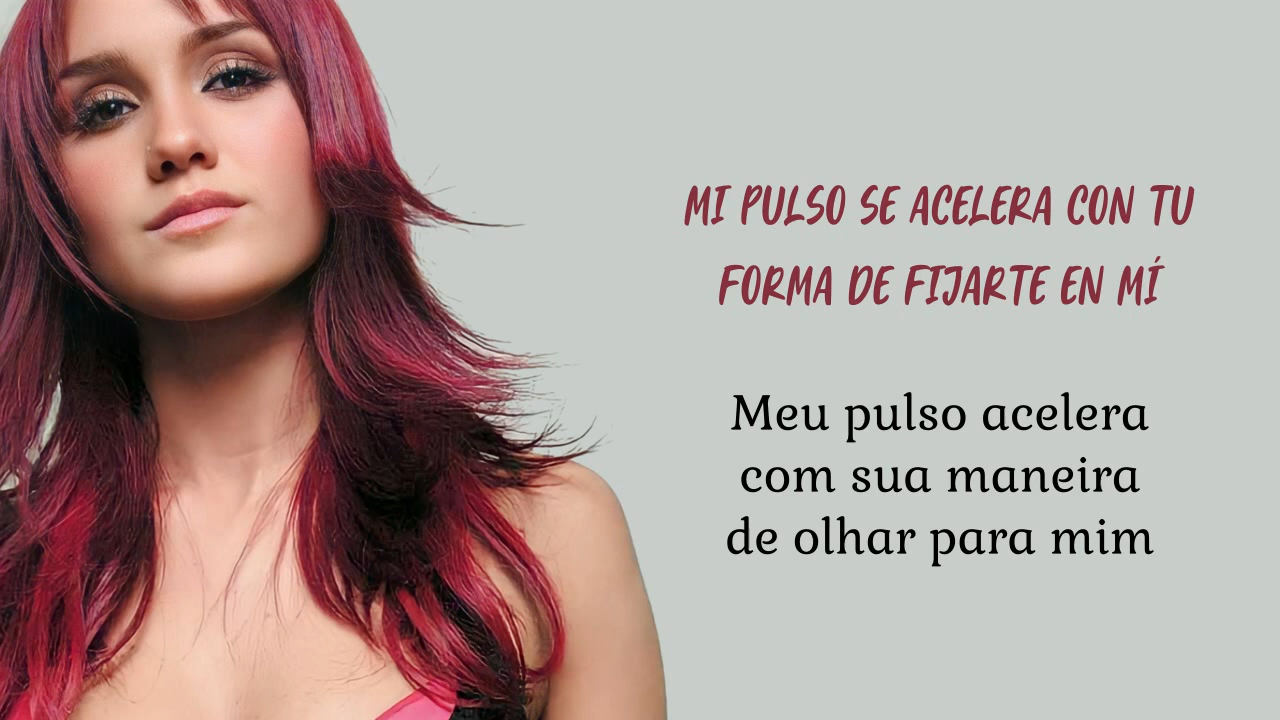 MI PULSO SE ACELERA CON TU
FORMA DE FIJARTE EN MÍ
Meu pulso acelera
com sua maneira
de olhar para mim